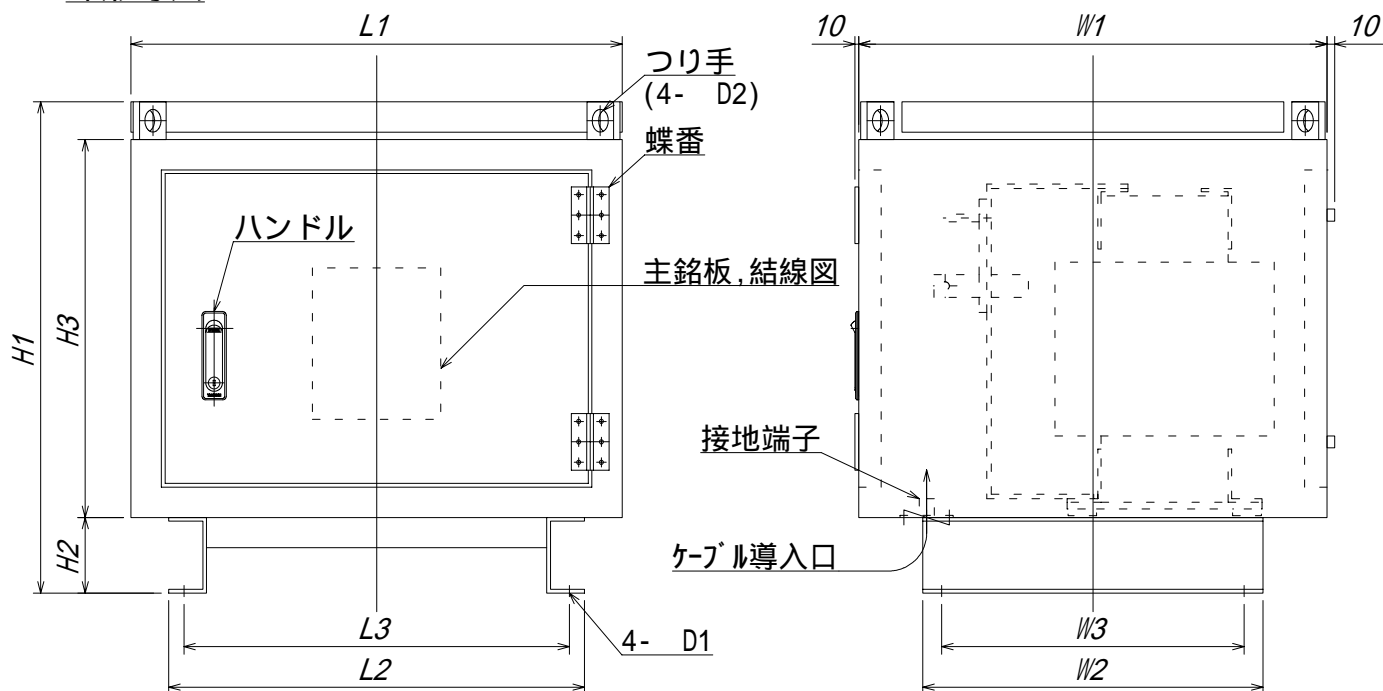 L1
10
W1
10
つり手
(4-　D2)
蝶番
ハンドル
主銘板,結線図
H1
H3
接地端子
H2
ｹｰﾌﾞﾙ導入口
L3
4-　D1
W3
L2
W2